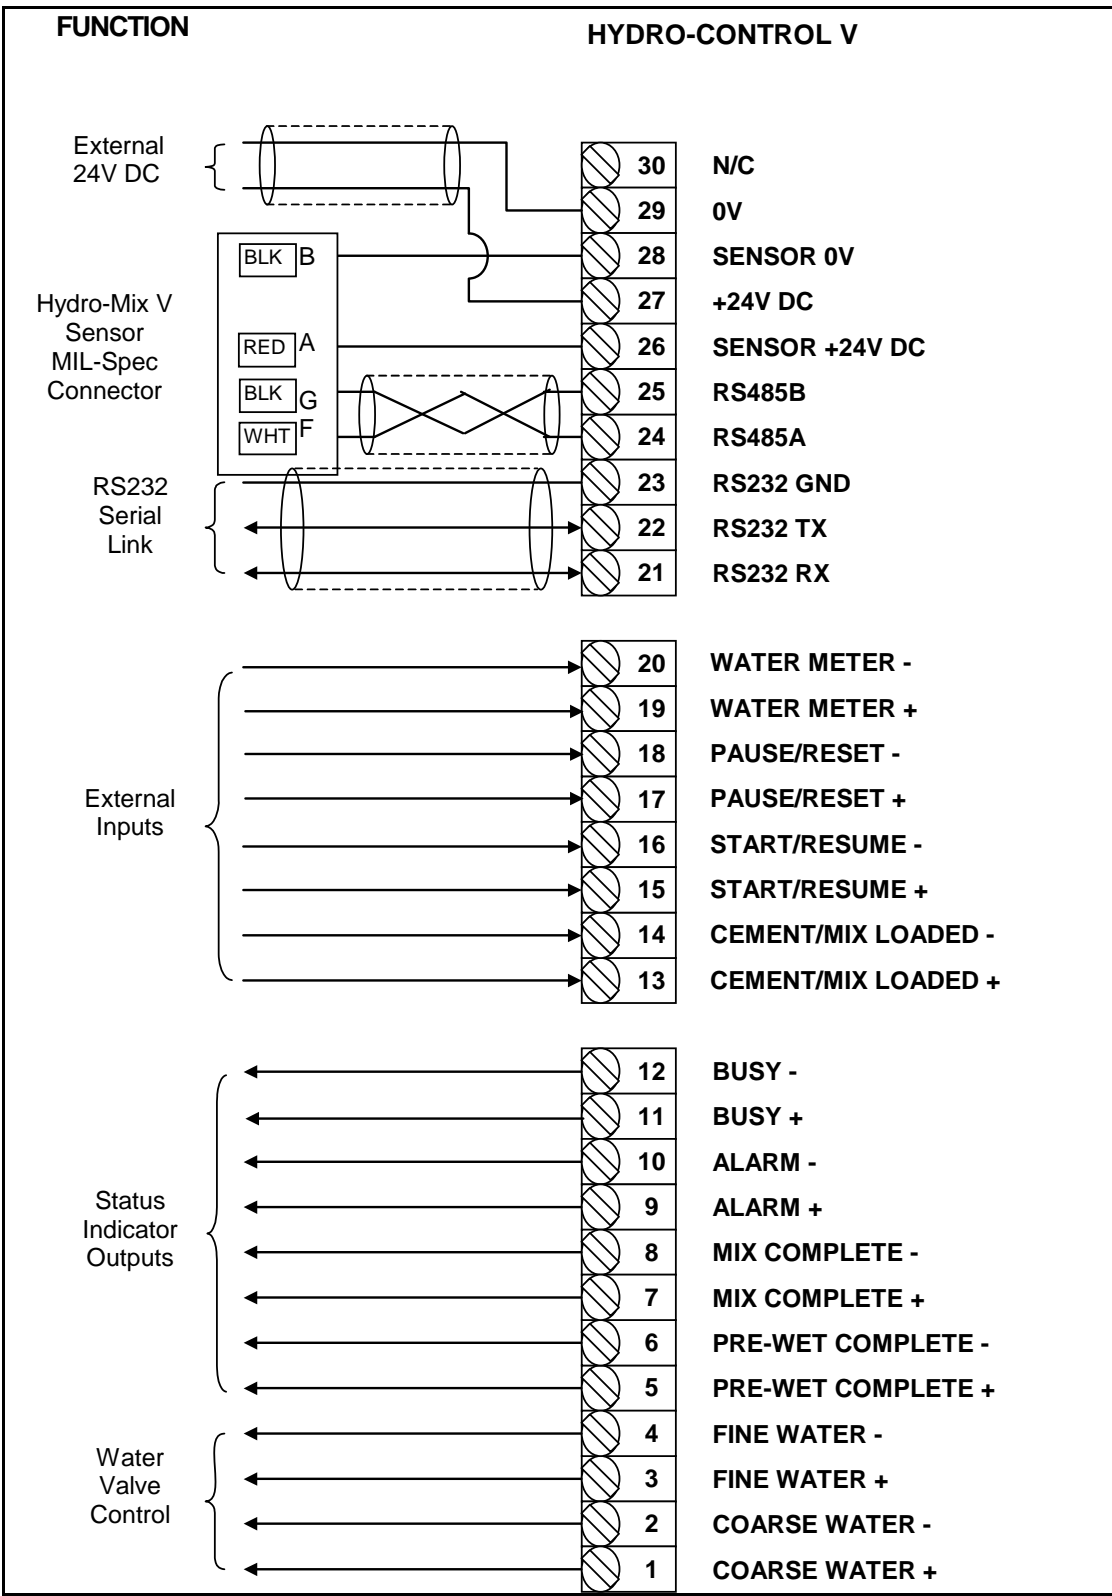 FUNCTION
HYDRO-CONTROL V
External
24V DC
30 N/C
29 0V
BLK B
28 SENSOR 0V
27 +24V DC
Hydro-Mix V
Sensor
MIL-Spec
Connector
RED A
26 SENSOR +24V DC
BLK G
25 RS485B
WHT F
24 RS485A
RS232
Serial
Link
23 RS232 GND
22 RS232 TX
21 RS232 RX
20 WATER METER -
19 WATER METER +
18 PAUSE/RESET -
17 PAUSE/RESET +
External
Inputs
16 START/RESUME -
15 START/RESUME +
14 CEMENT/MIX LOADED -
13 CEMENT/MIX LOADED +
12 BUSY -
11 BUSY +
10 ALARM -
9 ALARM +
Status
Indicator
Outputs
8 MIX COMPLETE -
7 MIX COMPLETE +
6 PRE-WET COMPLETE -
5 PRE-WET COMPLETE +
4 FINE WATER -
3 FINE WATER +
Water
Valve
Control
2 COARSE WATER -
1 COARSE WATER +